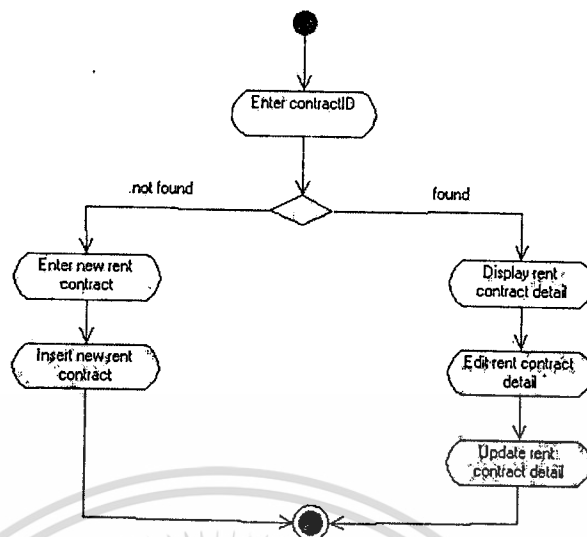 Enter contractID
not found
found
Enter new rent
contract
Display rent
contract detail
Insert new rent
contract
Edit rent contract
detail
Update rent
contract detail